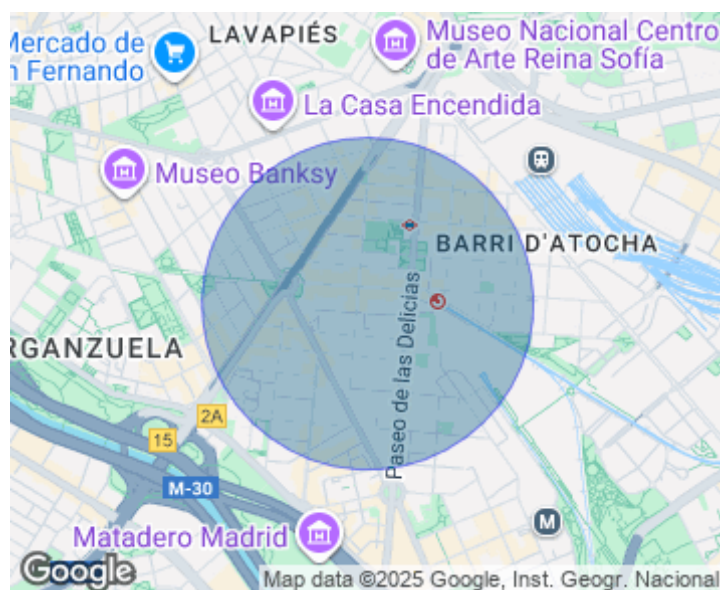 LAVAPIÉS
Mercado de
n Fernando
Museo Nacional Centro
de Arte Reina Sofía
La Casa Encendida
Museo Banksy
BARRI D'ATOCHA
RGANZUELA
Paseo de las Delicias
2A
15
M-30
Matadero Madrid
M
Google
Map data ©2025 Google, Inst. Geogr. Nacional